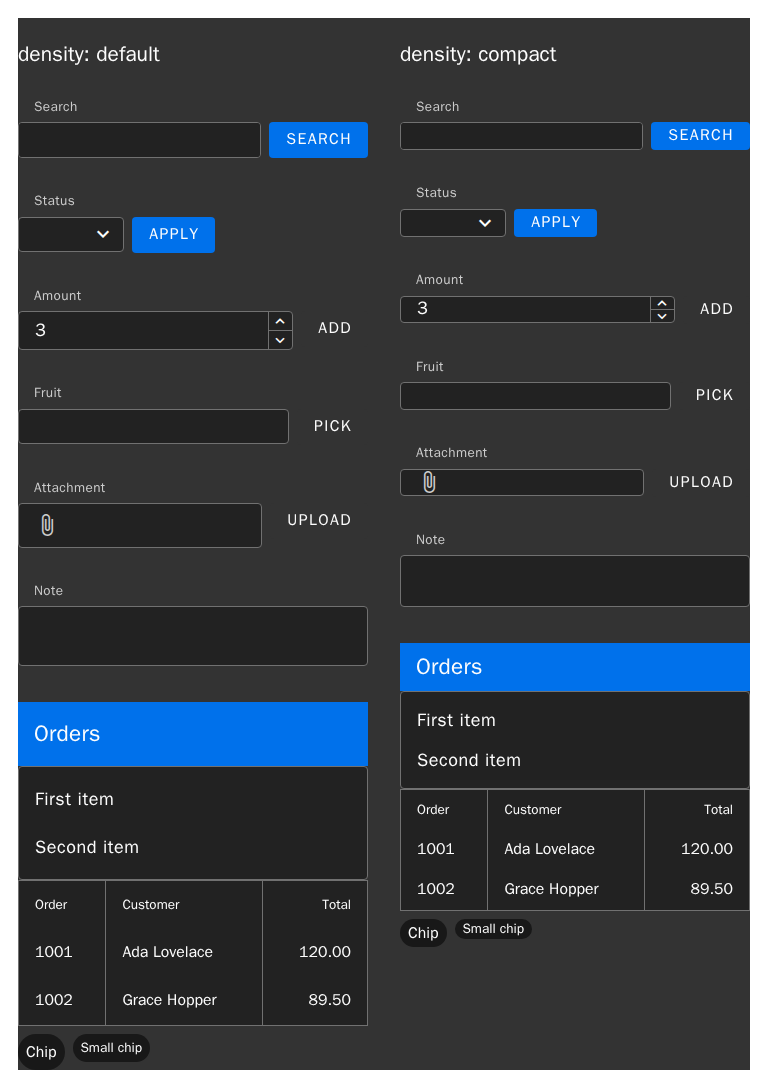 density: default
Search
SEARCH
Status
APPLY
Amount
3
ADD
Fruit
PICK
Attachment
UPLOAD
Note
Orders
First item
Second item
Order Customer Total
1001 Ada Lovelace 120.00
1002 Grace Hopper 89.50
Chip Small chip
density: compact
Search
SEARCH
Status
APPLY
Amount
3
ADD
Fruit
PICK
Attachment
UPLOAD
Note
Orders
First item
Second item
Order Customer Total
1001 Ada Lovelace 120.00
1002 Grace Hopper 89.50
Chip Small chip